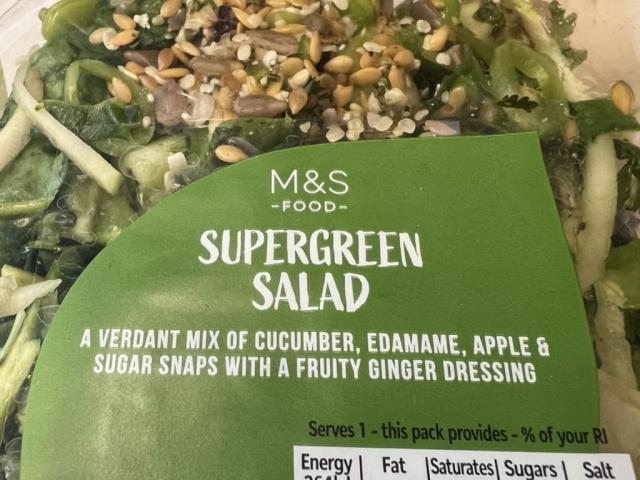 M&S
-FOOD-
SUPERGREEN
SALAD
A VERDANT MIX OF CUCUMBER, EDAMAME, APPLE &
SUGAR SNAPS WITH A FRUITY GINGER DRESSING
Serves 1 - this pack provides - % of your RI
Energy | Fat | Saturates | Sugars | Salt